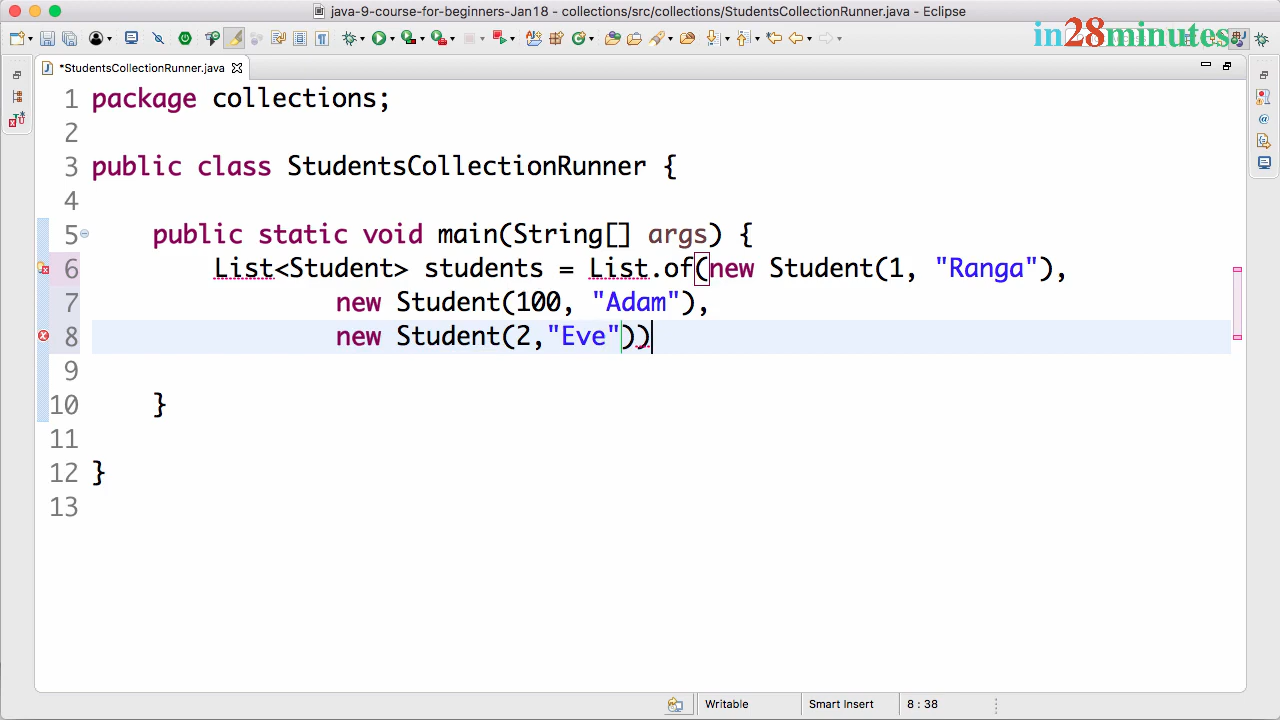 java-9-course-for-beginners-Jan18 - collections/src/collections/StudentsCollectionRunner.java - Eclipse
in28minutes
*StudentsCollectionRunner.java
1 package collections;
2
3 public class StudentsCollectionRunner {
4
5 public static void main(String[] args) {
6 List<Student> students = List.of(new Student(1, "Ranga"),
7 new Student(100, "Adam"),
8 new Student(2,"Eve"))
9
10 }
11
12 }
13
Writable Smart Insert 8 : 38